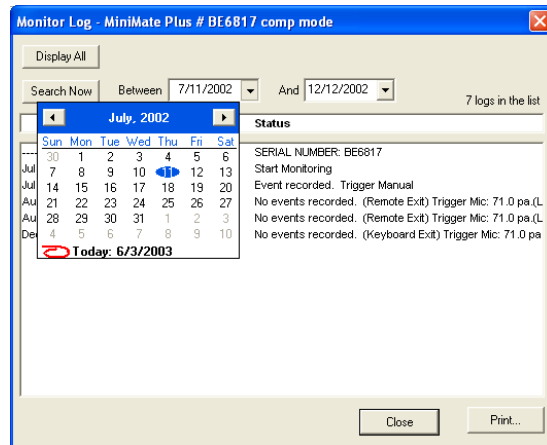 Monitor Log - MiniMate Plus # BE6817 comp mode
Display All
Search Now Between 7/11/2002 And 12/12/2002
7 logs in the list
July, 2002
Status
Sun Mon Tue Wed Thu Fri Sat
---- 30 1 2 3 4 5 6 SERIAL NUMBER: BE6817
Jul 7 8 9 10 11 12 13 Start Monitoring
Jul 14 15 16 17 18 19 20 Event recorded. Trigger Manual
Au 21 22 23 24 25 26 27 No events recorded. (Remote Exit) Trigger Mic: 71.0 pa.(L
Au 28 29 30 31 1 2 3 No events recorded. (Remote Exit) Trigger Mic: 71.0 pa.(L
De 4 5 6 7 8 9 10 No events recorded. (Keyboard Exit) Trigger Mic: 71.0 pa
Today: 6/3/2003
Close Print...